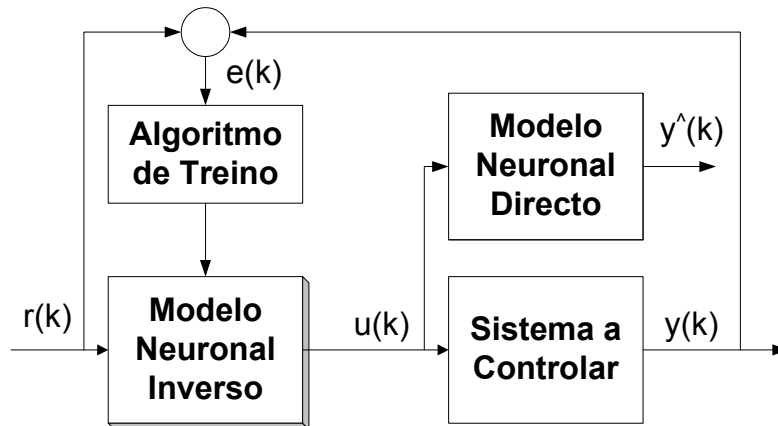 e(k)
Algoritmo
de Treino
Modelo
Neuronal
Directo
y^(k)
r(k)
Modelo
Neuronal
Inverso
u(k)
Sistema a
Controlar
y(k)